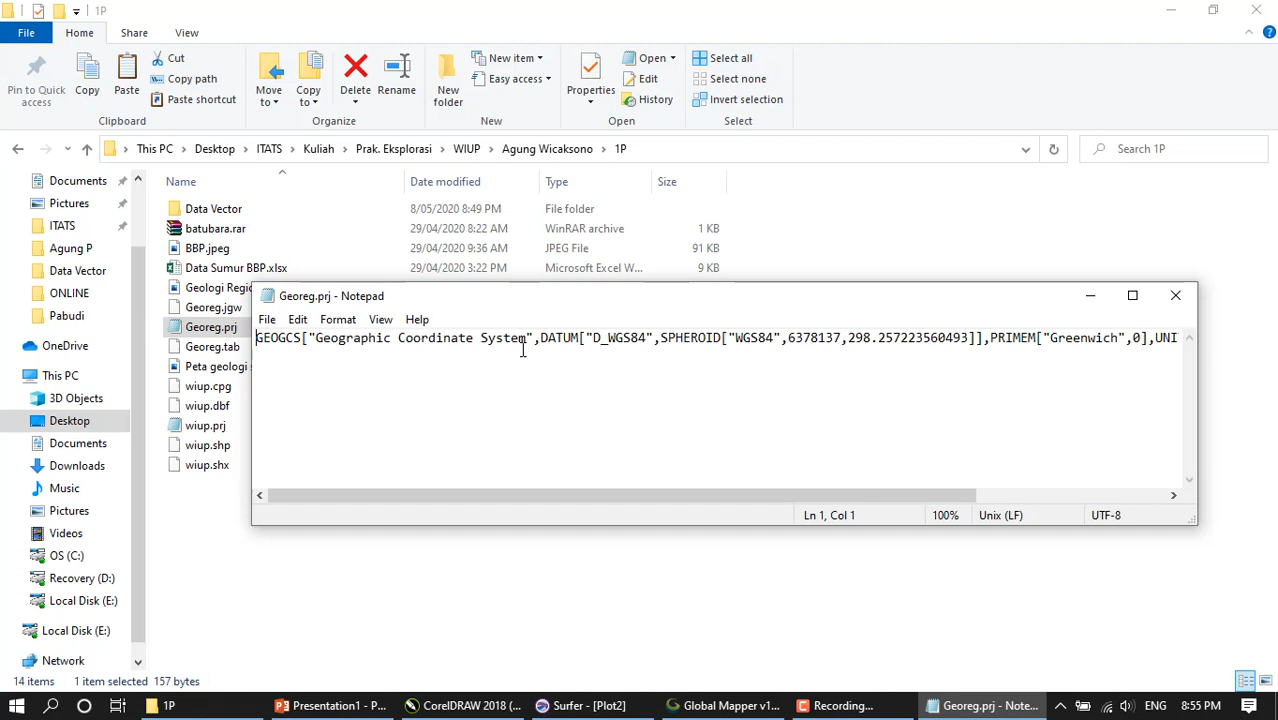 1P
File Home Share View
Pin to Quick access
Copy
Paste
Cut
Copy path
Paste shortcut
Clipboard
Move to
Copy to
Delete
Rename
Organize
New folder
New item
Easy access
New
Properties
Open
Edit
History
Open
Select all
Select none
Invert selection
Select
This PC Desktop ITATS Kuliah Prak. Eksplorasi WIUP Agung Wicaksono 1P
Search 1P
Documents
Pictures
ITATS
Agung P
Data Vector
ONLINE
Pabudi
OneDrive
This PC
3D Objects
Desktop
Documents
Downloads
Music
Pictures
Videos
OS (C:)
Recovery (D:)
Local Disk (E:)
Local Disk (E:)
Network
Name Date modified Type Size
Data Vector 8/05/2020 8:49 PM File folder
batubara.rar 29/04/2020 8:22 AM WinRAR archive 1 KB
BBP.jpeg 29/04/2020 9:36 AM JPEG File 91 KB
Data Sumur BBP.xlsx 29/04/2020 3:22 PM Microsoft Excel W... 9 KB
Geologi Regi
Georeg.jgw
Georeg.prj
Georeg.tab
Peta geologi
wiup.cpg
wiup.dbf
wiup.prj
wiup.shp
wiup.shx
Georeg.prj - Notepad
File Edit Format View Help
GEOGCS["Geographic Coordinate System",DATUM["D_WGS84",SPHEROID["WGS84",6378137,298.257223560493]],PRIMEM["Greenwich",0],UNI
Ln 1, Col 1 100% Unix (LF) UTF-8
14 items 1 item selected 157 bytes
1P
Presentation1 - P...
CorelDRAW 2018 (...
Surfer - [Plot2]
Global Mapper v1...
Recording...
Georeg.prj - Note...
8:55 PM